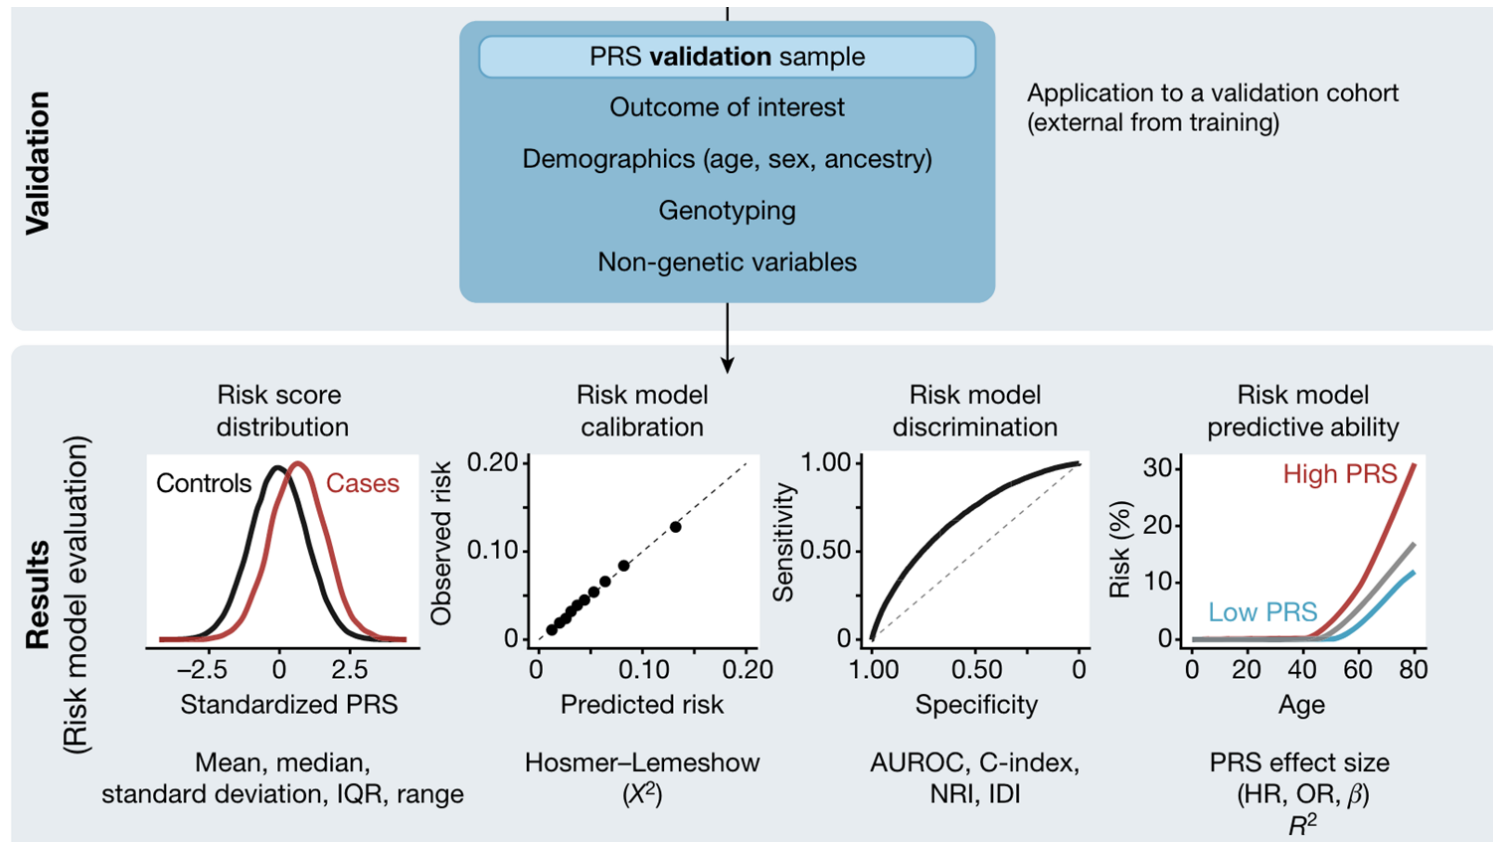 Validation
PRS validation sample
Outcome of interest
Demographics (age, sex, ancestry)
Genotyping
Non-genetic variables
Application to a validation cohort
(external from training)
Results
(Risk model evaluation)
Risk score
distribution
Controls
Cases
−2.5 0 2.5
Standardized PRS
Mean, median,
standard deviation, IQR, range
Risk model
calibration
Observed risk
0.20
0.10
0
0 0.10 0.20
Predicted risk
Hosmer–Lemeshow
(X²)
Risk model
discrimination
Sensitivity
1.00
0.50
0
1.00 0.50 0
Specificity
AUROC, C-index,
NRI, IDI
Risk model
predictive ability
Risk (%)
30
20
10
0
High PRS
Low PRS
0 20 40 60 80
Age
PRS effect size
(HR, OR, β)
R²